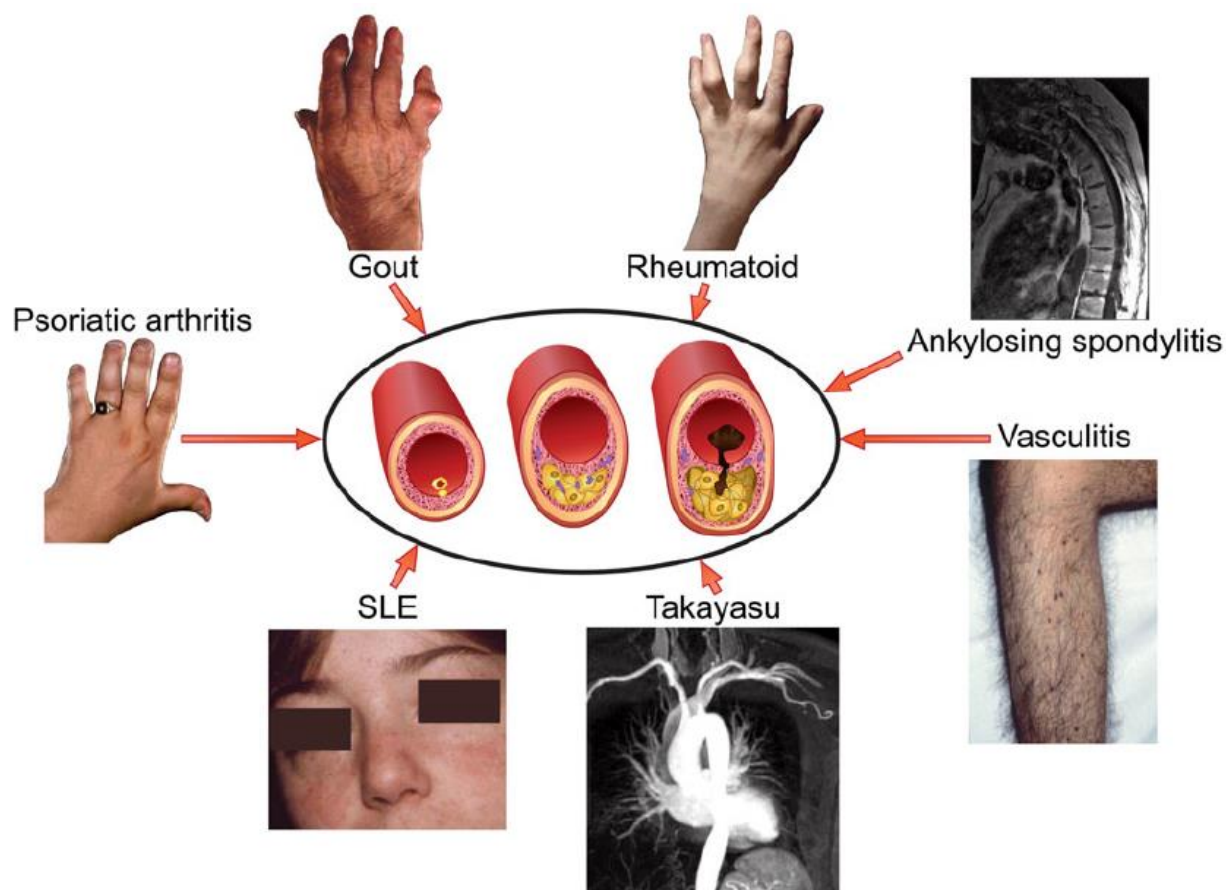 Gout
Rheumatoid
Psoriatic arthritis
Ankylosing spondylitis
Vasculitis
SLE
Takayasu